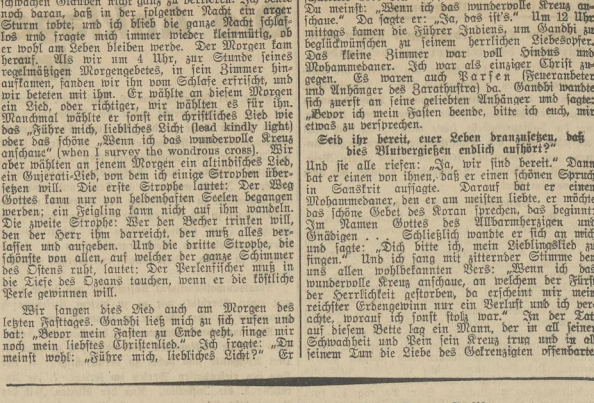 schwachen Glauben nicht ganz zu verlieren. Ich
noch daran, daß in der folgenden Nacht ein arger
Sturm tobte; und ich blieb die ganze Nacht schlaf-
los und fragte mich immer wieder kleinmütig, ob
er wohl am Leben bleiben werde. Der Morgen kam
herauf. Als wir um 4 Uhr, zur Stunde seines
regelmäßigen Morgengebetes, in sein Zimmer hin-
aufkamen, fanden wir ihn vom Schlafe erfrischt, und
wir beteten mit ihm. Er wählte an diesem Morgen
ein Lied, oder richtiger, wir wählten es für ihn.
Manchmal wählte er sonst ein christliches Lied wie
das „Führe mich, liebliches Licht (lead kindly light)
oder das schöne „Wenn ich das wundervolle Kreuz
anschaue" (when I survey the wondrous cross). Wir
aber wählten an jenem Morgen ein altindisches Lied,
ein Gujerati-Lied, von dem ich einige Strophen über-
setzen will. Die erste Strophe lautet: Der Weg
Gottes kann nur von heldenhaften Seelen begangen
werden; ein Feigling kann nicht auf ihm wandeln.
Die zweite Strophe: Wer den Becher trinken will,
den der Herr ihm darreicht, der muß alles ver-
lassen und aufgeben. Und die dritte Strophe, die
schönste von allen, auf welcher der ganze Schimmer
des Ostens ruht, lautet: Der Perlenfischer muß in
die Tiefe des Ozeans tauchen, wenn er die köstliche
Perle gewinnen will.
Wir sangen dies Lied auch am Morgen des
letzten Fasttages. Gandhi ließ mich zu sich rufen und
bat: „Bevor mein Fasten zu Ende geht, singe mir
noch mein liebstes Christenlied." Ich fragte: „Du
meinst wohl: „Führe mich, liebliches Licht?" Er
Du meinst: „Wenn ich das wundervolle Kreuz an-
schaue." Da sagte er: „Ja, das ist's." Um 12 Uhr
mittags kamen die Führer Indiens, um Gandhi zu
beglückwünschen zu seinem herrlichen Liebesopfer.
Das kleine Zimmer war voll Hindus und
Mohammedaner. Ich war als einziger Christ zu-
gegen. Es waren auch Parsen (Feueranbeter
und Anhänger des Zarathustra) da. Gandhi wandte
sich zuerst an seine geliebten Anhänger und sagte:
„Bevor ich mein Fasten beende, bitte ich euch, mir
etwas zu versprechen.
Seid ihr bereit, euer Leben dranzusetzen, daß
dies Blutvergießen endlich aufhört?"
Und sie alle riefen: „Ja, wir sind bereit." Dann
bat er einen von ihnen, daß er einen schönen Spruch
in Sanskrit aufsagte. Darauf bat er einen
Mohammedaner, den er am meisten liebte, er möchte
das schöne Gebet des Koran sprechen, das beginnt:
Im Namen Gottes des Allbarmherzigen und
Gnädigen . . . Schließlich wandte er sich an mich
und sagte: „Dich bitte ich, mein Lieblingslied zu
singen." Und ich sang mit zitternder Stimme den
uns allen wohlbekannten Vers: „Wenn ich das
wundervolle Kreuz anschaue, an welchem der Fürst
der Herrlichkeit gestorben, da erscheint mir mein
reichster Erdengewinn nur ein Verlust und ich ver-
achte, worauf ich sonst stolz war." In der Tat,
auf diesem Bette lag ein Mann, der in all seiner
Schwachheit und Pein sein Kreuz trug und in all
seinem Tun die Liebe des Gekreuzigten offenbarte